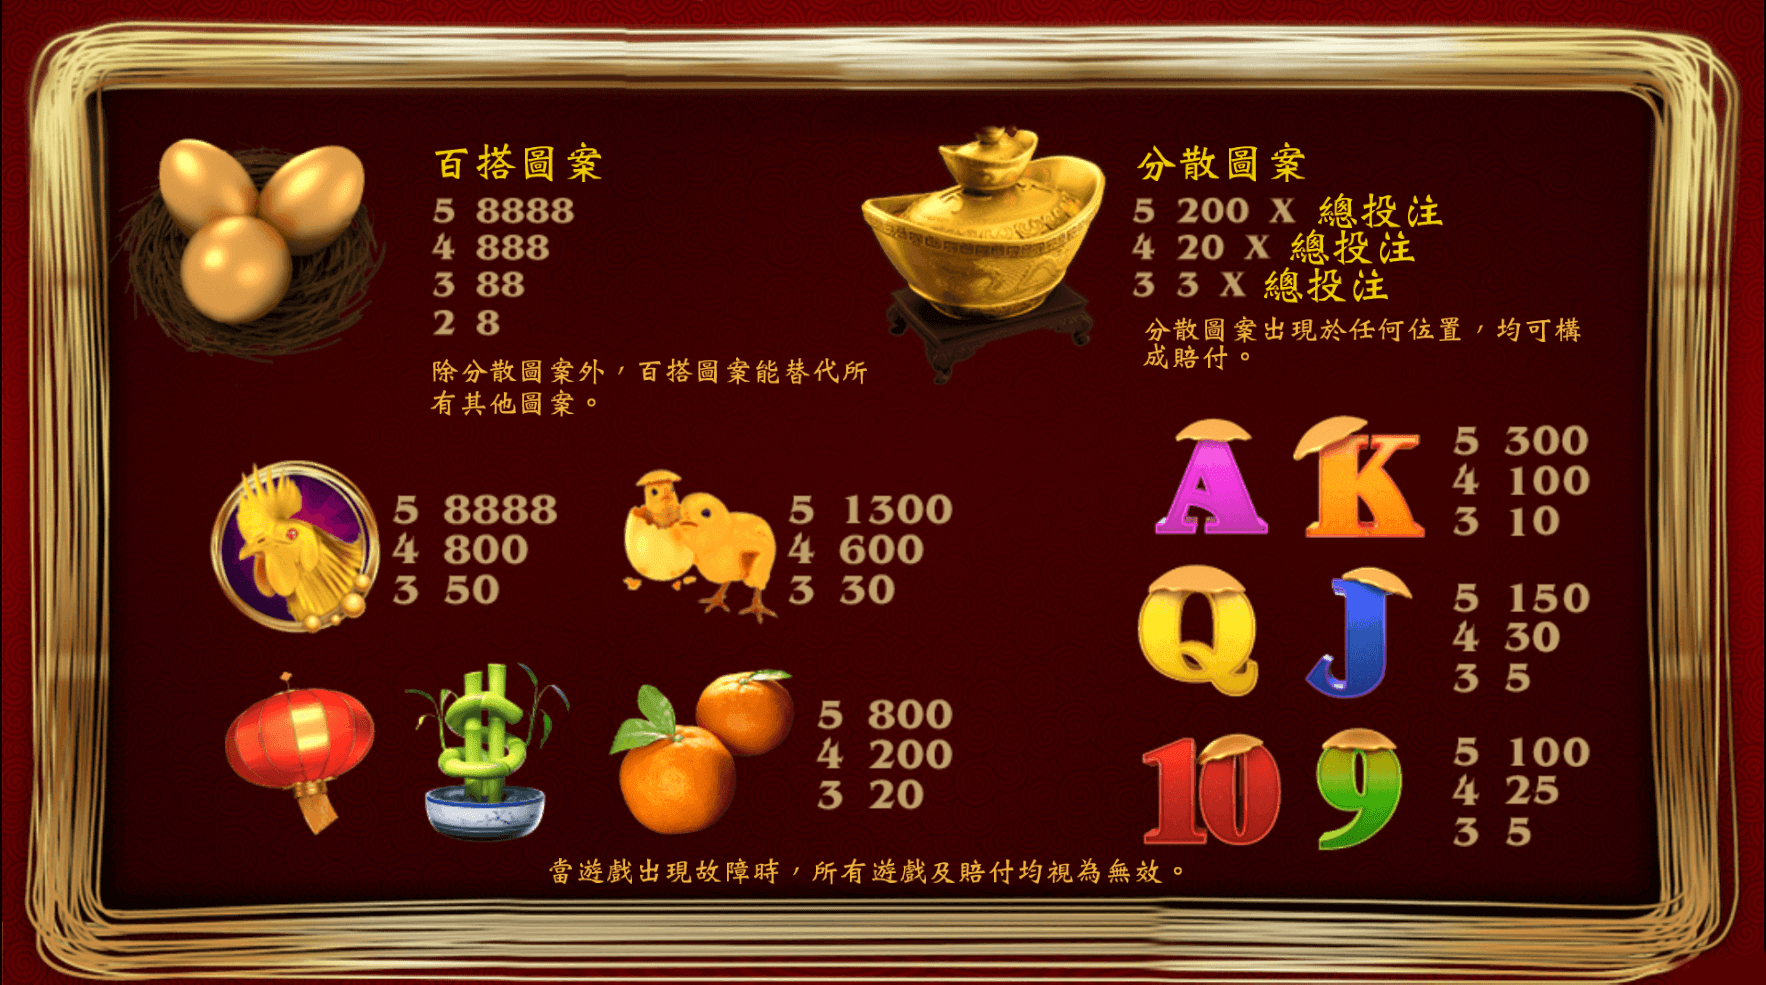 百搭圖案
5 8888
4 888
3 88
2 8
除分散圖案外，百搭圖案能替代所
有其他圖案。
分散圖案
5 200 X 總投注
4 20 X 總投注
3 3 X 總投注
分散圖案出現於任何位置，均可構
成賠付。
5 8888
4 800
3 50
5 1300
4 600
3 30
5 800
4 200
3 20
A K
5 300
4 100
3 10
Q J
5 150
4 30
3 5
10 9
5 100
4 25
3 5
當遊戲出現故障時，所有遊戲及賠付均視為無效。